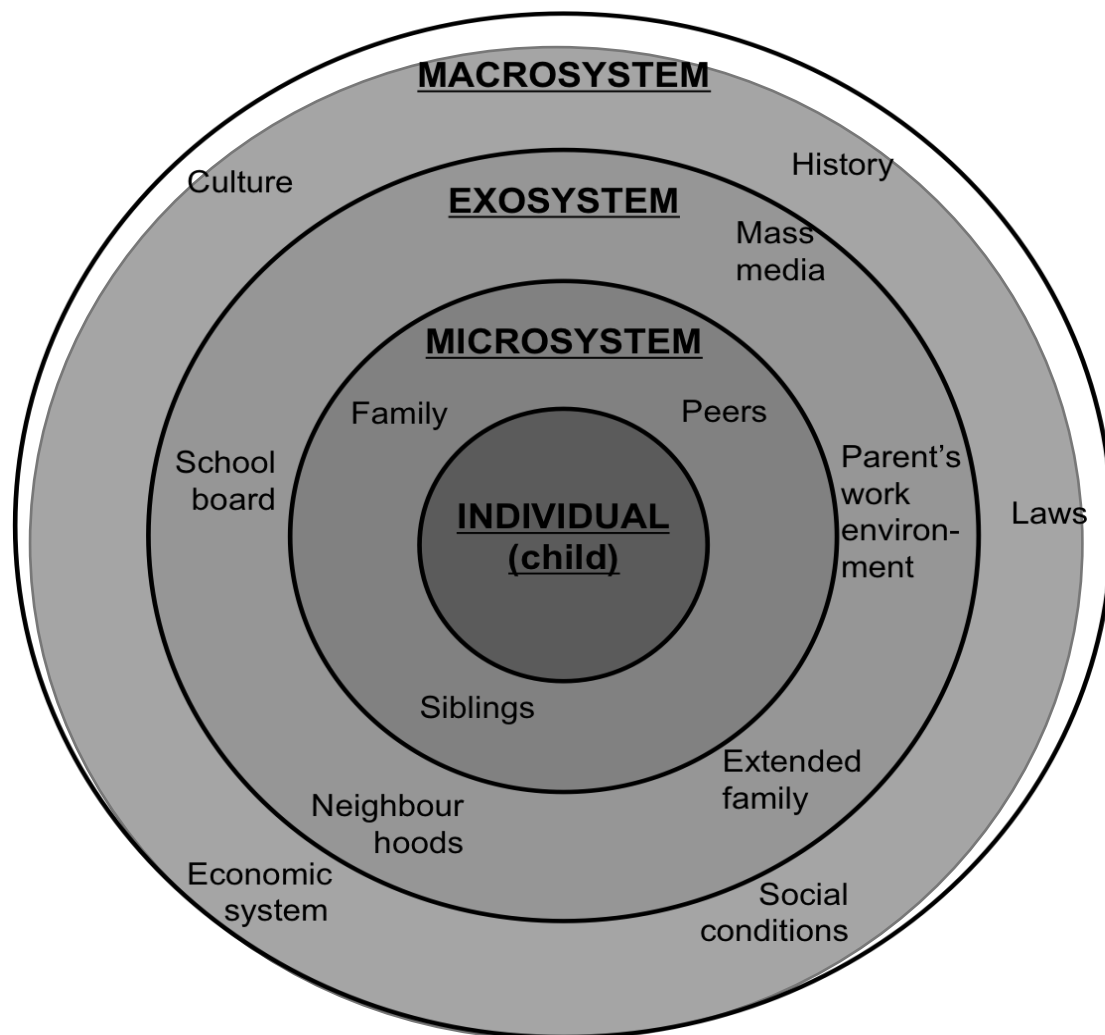 MACROSYSTEM
Culture
History
EXOSYSTEM
Mass
media
MICROSYSTEM
Family
Peers
School
board
INDIVIDUAL
(child)
Parent's
work
environ-
ment
Laws
Siblings
Extended
family
Neighbour
hoods
Economic
system
Social
conditions